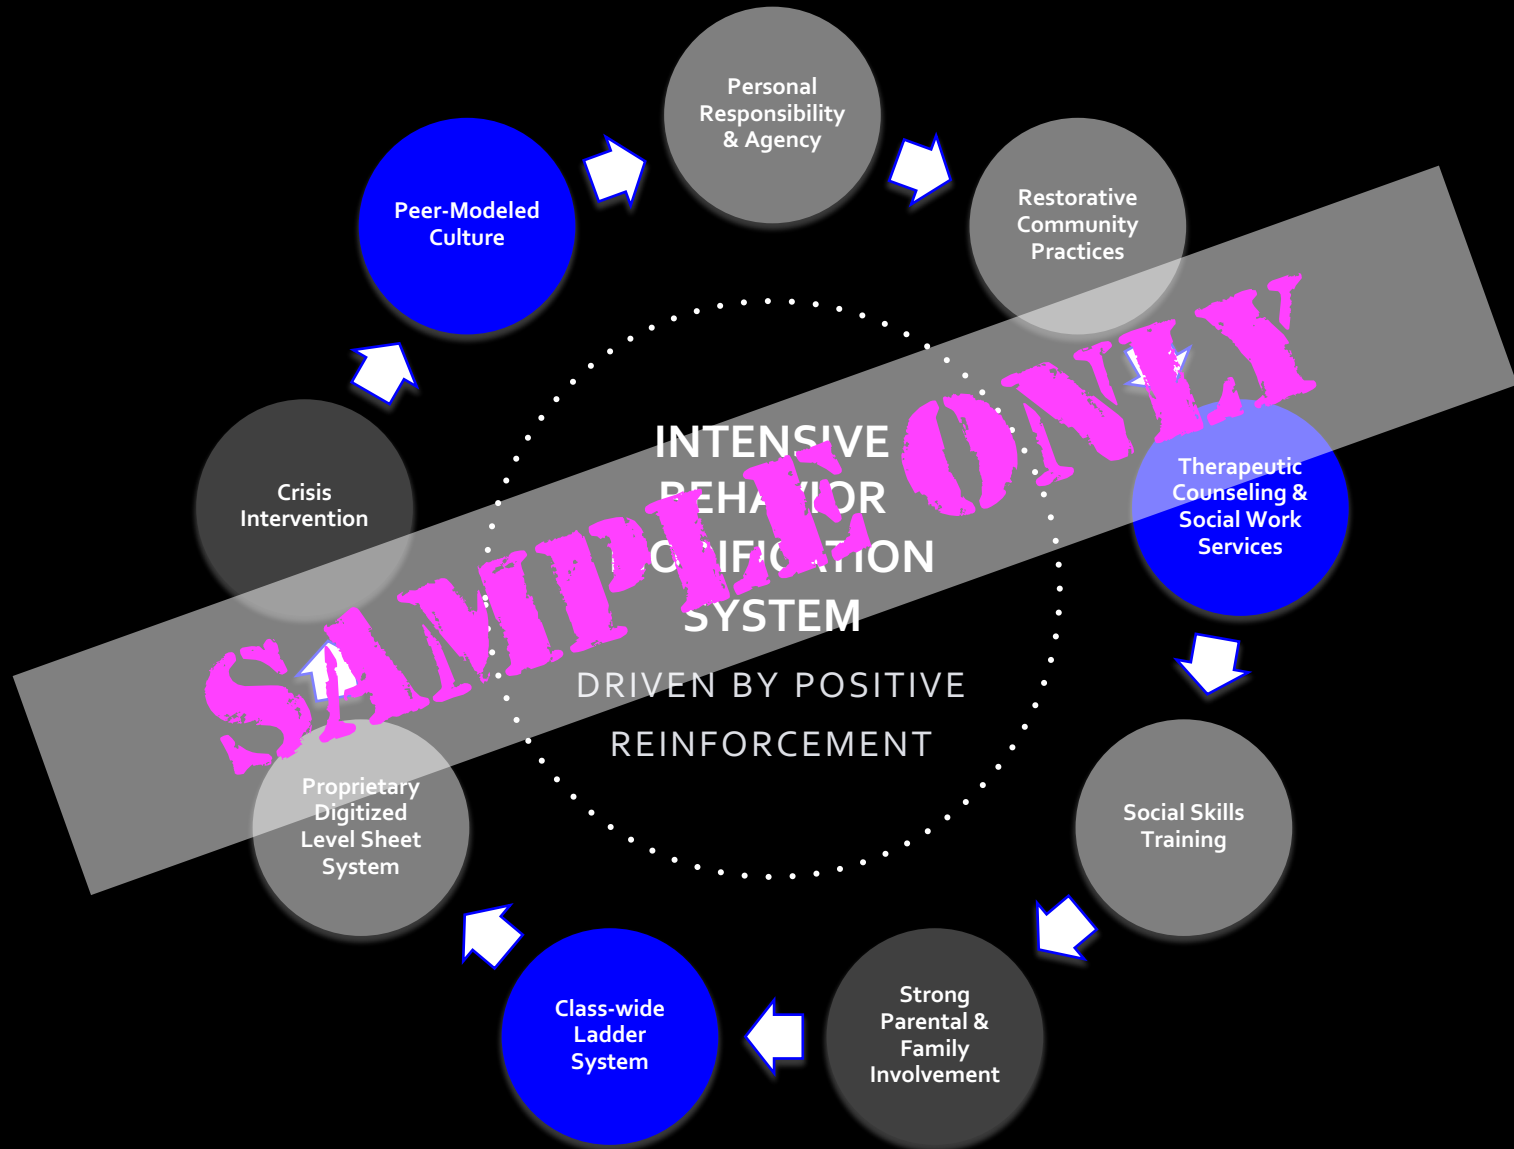 Personal
Responsibility
& Agency
Restorative
Community
Practices
Therapeutic
Counseling &
Social Work
Services
Social Skills
Training
Strong
Parental &
Family
Involvement
Class-wide
Ladder
System
Proprietary
Digitized
Level Sheet
System
Crisis
Intervention
Peer-Modeled
Culture
INTENSIVE
BEHAVIOR
MODIFICATION
SYSTEM
DRIVEN BY POSITIVE
REINFORCEMENT
SAMPLE ONLY